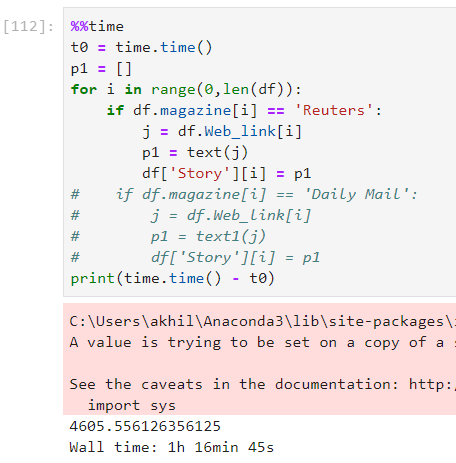 [112]:
%%time
t0 = time.time()
p1 = []
for i in range(0,len(df)):
    if df.magazine[i] == 'Reuters':
        j = df.Web_link[i]
        p1 = text(j)
        df['Story'][i] = p1
#    if df.magazine[i] == 'Daily Mail':
#        j = df.Web_link[i]
#        p1 = text1(j)
#        df['Story'][i] = p1
print(time.time() - t0)
C:\Users\akhil\Anaconda3\lib\site-packages\
A value is trying to be set on a copy of a
See the caveats in the documentation: http:
  import sys
4605.556126356125
Wall time: 1h 16min 45s